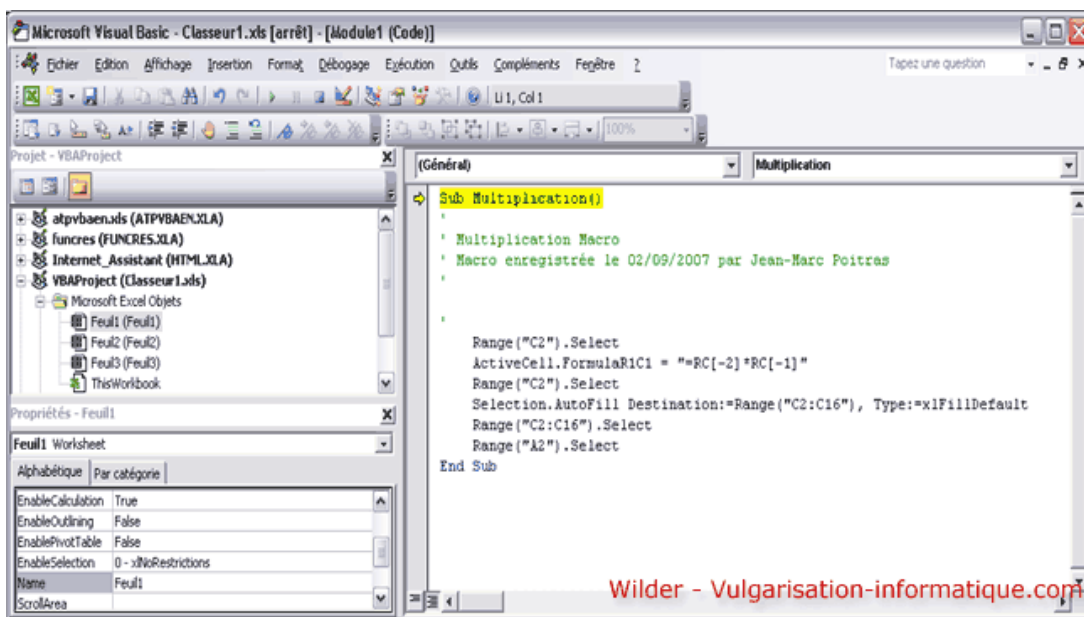 Microsoft Visual Basic - Classeur1.xls [arrêt] - [Module1 (Code)]
Fichier Edition Affichage Insertion Format Débogage Exécution Outils Compléments Fenêtre ? Tapez une question
Li 1, Col 1
100%
Projet - VBAProject
(Général) Multiplication
atpvbaen.xls (ATPVBAEN.XLA)
funcres (FUNCRES.XLA)
Internet_Assistant (HTML.XLA)
VBAProject (Classeur1.xls)
Microsoft Excel Objets
Feuil1 (Feuil1)
Feuil2 (Feuil2)
Feuil3 (Feuil3)
ThisWorkbook
Propriétés - Feuil1
Feuil1 Worksheet
Alphabétique Par catégorie
EnableCalculation True
EnableOutlining False
EnablePivotTable False
EnableSelection 0 - xlNoRestrictions
Name Feuil1
ScrollArea
Sub Multiplication()
'
' Multiplication Macro
' Macro enregistrée le 02/09/2007 par Jean-Marc Poitras
'
'
Range("C2").Select
ActiveCell.FormulaR1C1 = "=RC[-2]*RC[-1]"
Range("C2").Select
Selection.AutoFill Destination:=Range("C2:C16"), Type:=xlFillDefault
Range("C2:C16").Select
Range("A2").Select
End Sub
Wilder - Vulgarisation-informatique.com